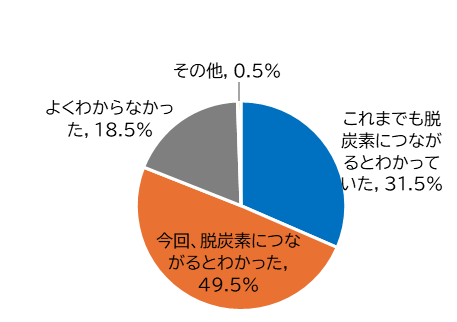 その他, 0.5%
よくわからなかっ
た, 18.5%
これまでも脱
炭素につなが
るとわかって
いた, 31.5%
今回、脱炭素につな
がるとわかった,
49.5%